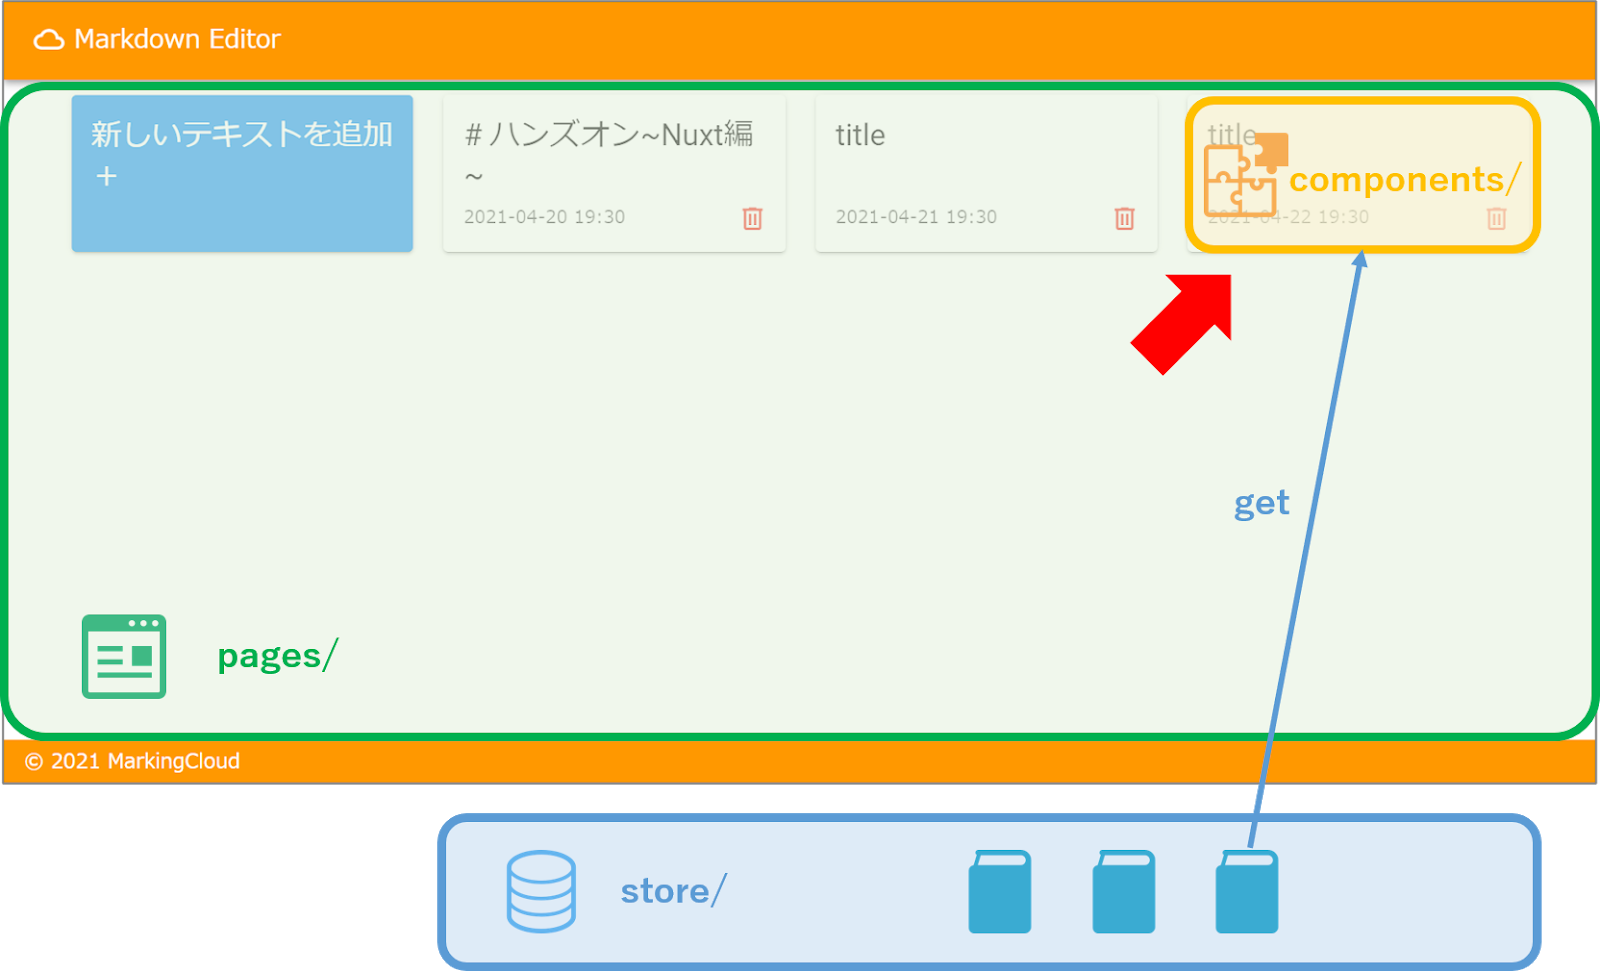 Markdown Editor
新しいテキストを追加
+
# ハンズオン~Nuxt編
~
2021-04-20 19:30
title
2021-04-21 19:30
title
components/
2021-04-22 19:30
get
pages/
© 2021 MarkingCloud
store/